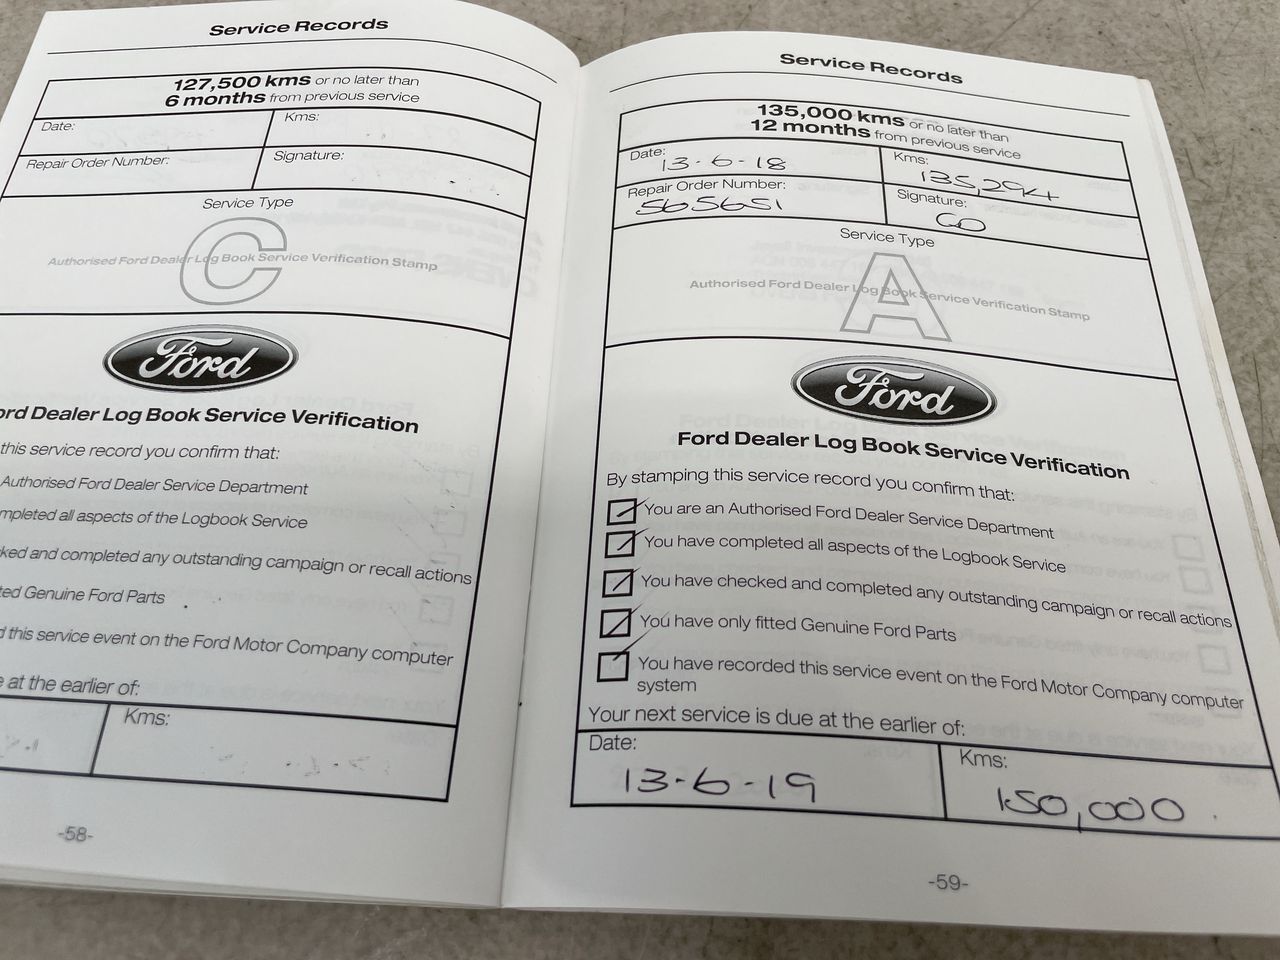 Service Records
127,500 kms or no later than
6 months from previous service
Date:
Kms:
Repair Order Number:
Signature:
Service Type
C
Authorised Ford Dealer Log Book Service Verification Stamp
Ford
ord Dealer Log Book Service Verification
this service record you confirm that:
Authorised Ford Dealer Service Department
mpleted all aspects of the Logbook Service
ked and completed any outstanding campaign or recall actions
ted Genuine Ford Parts
d this service event on the Ford Motor Company computer
e at the earlier of:
Kms:
-58-
Service Records
135,000 kms or no later than
12 months from previous service
Date: 13-6-18
Kms: 135,294
Repair Order Number: 565651
Signature:
Service Type
A
Authorised Ford Dealer Log Book Service Verification Stamp
Ford
Ford Dealer Log Book Service Verification
By stamping this service record you confirm that:
You are an Authorised Ford Dealer Service Department
You have completed all aspects of the Logbook Service
You have checked and completed any outstanding campaign or recall actions
You have only fitted Genuine Ford Parts
You have recorded this service event on the Ford Motor Company computer
system
Your next service is due at the earlier of:
Date: 13-6-19
Kms: 150,000
-59-